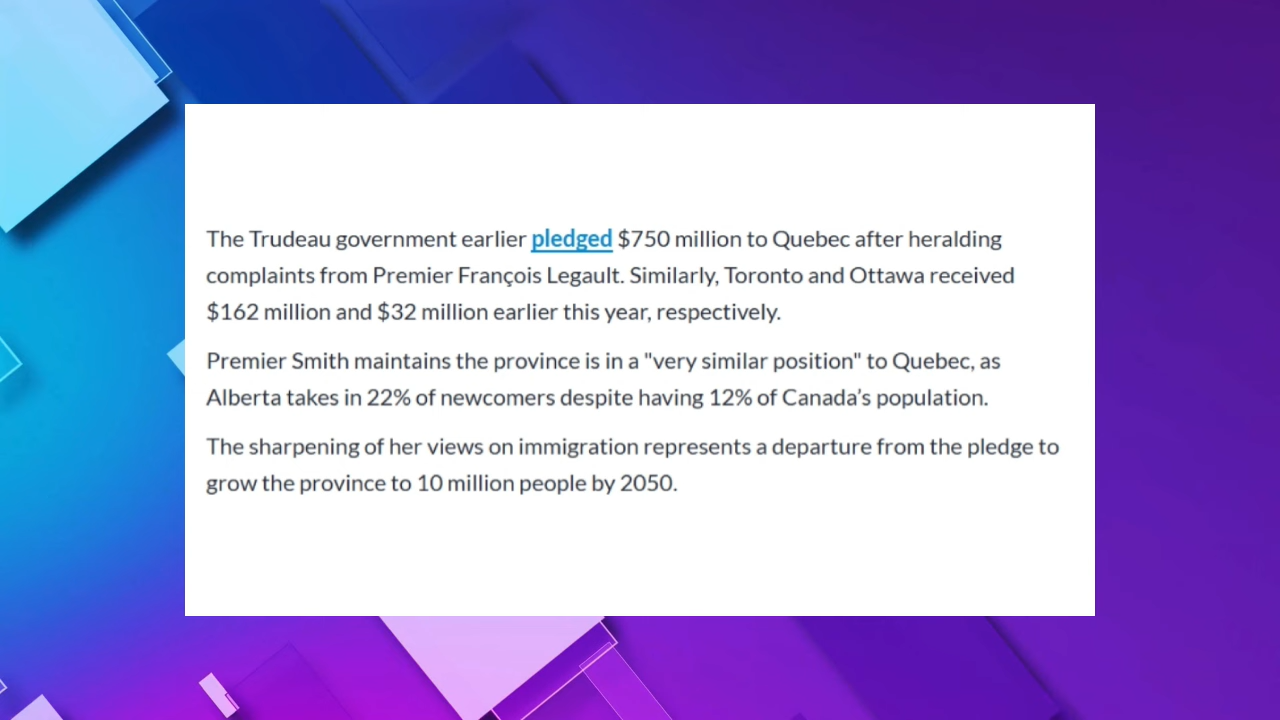 The Trudeau government earlier pledged $750 million to Quebec after heralding
complaints from Premier François Legault. Similarly, Toronto and Ottawa received
$162 million and $32 million earlier this year, respectively.
Premier Smith maintains the province is in a "very similar position" to Quebec, as
Alberta takes in 22% of newcomers despite having 12% of Canada’s population.
The sharpening of her views on immigration represents a departure from the pledge to
grow the province to 10 million people by 2050.